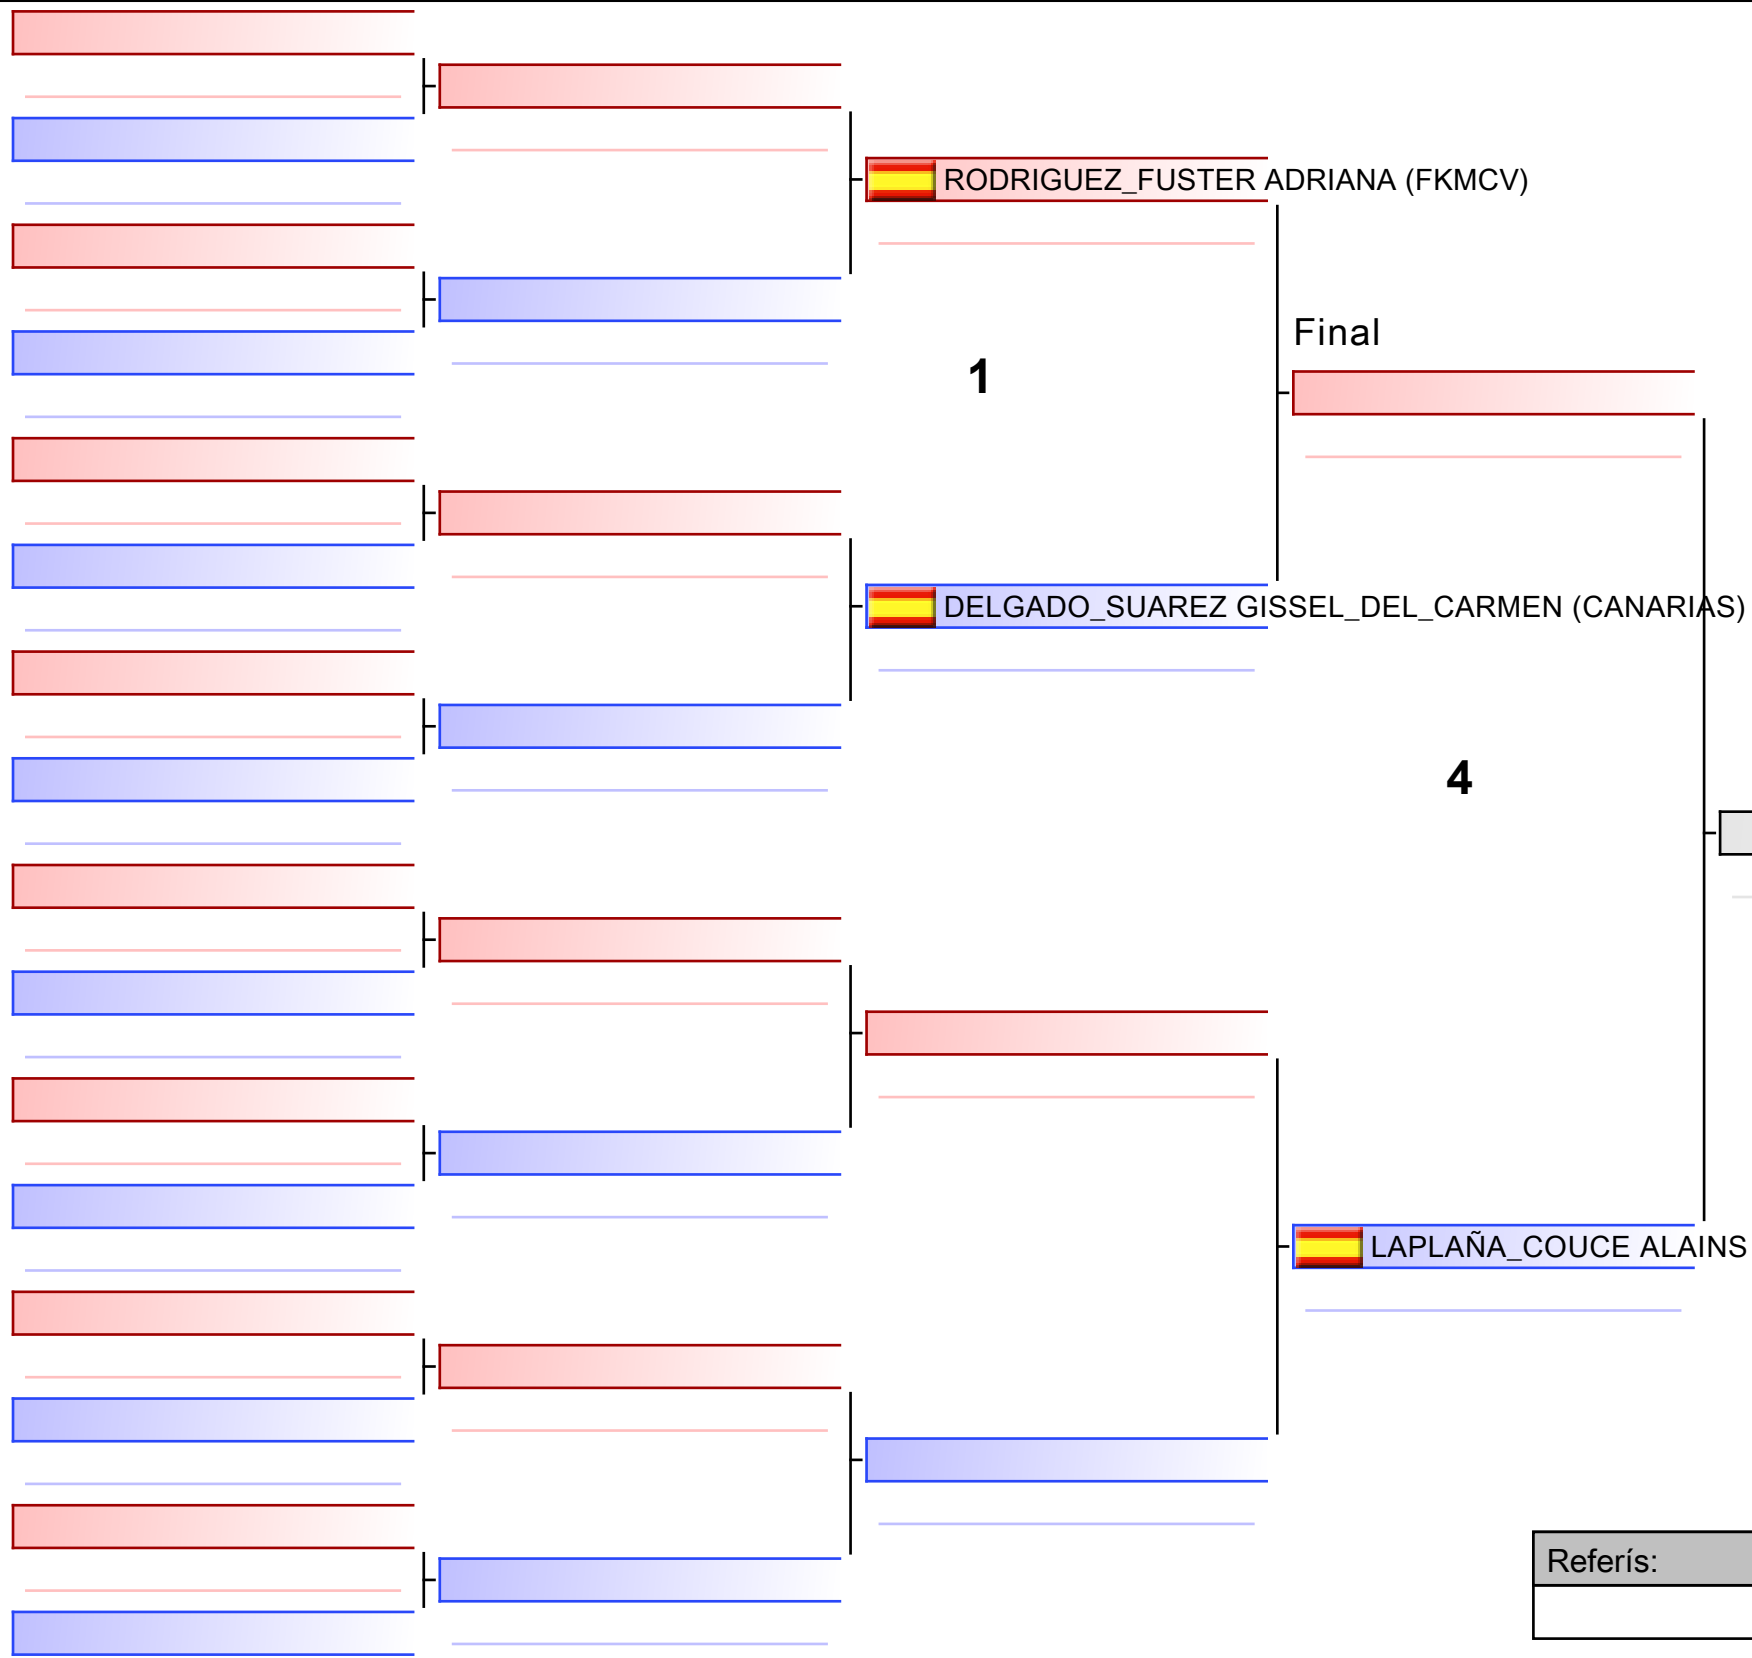 RODRIGUEZ_FUSTER ADRIANA (FKMCV)
Final
1
DELGADO_SUAREZ GISSEL_DEL_CARMEN (CANARIAS)
4
LAPLAÑA_COUCE ALAINS
Referís: